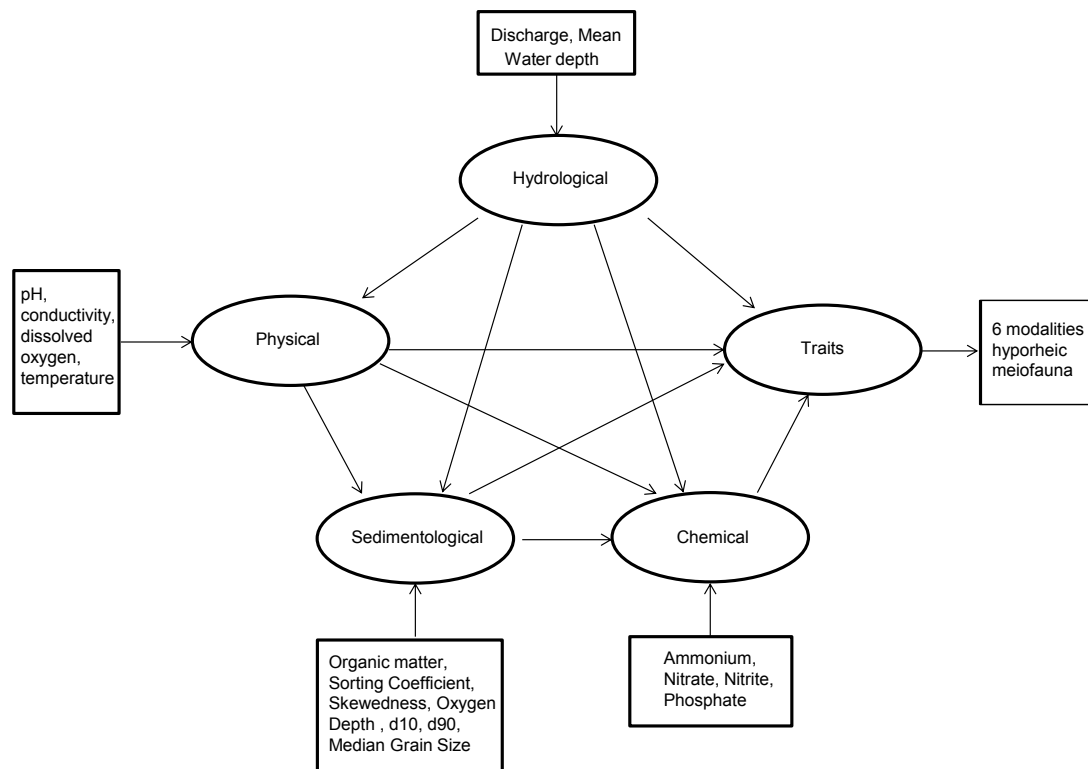 Discharge, Mean
Water depth
Hydrological
pH,
conductivity,
dissolved
oxygen,
temperature
Physical
Traits
6 modalities
hyporheic
meiofauna
Sedimentological
Chemical
Organic matter,
Sorting Coefficient,
Skewedness, Oxygen
Depth , d10, d90,
Median Grain Size
Ammonium,
Nitrate, Nitrite,
Phosphate